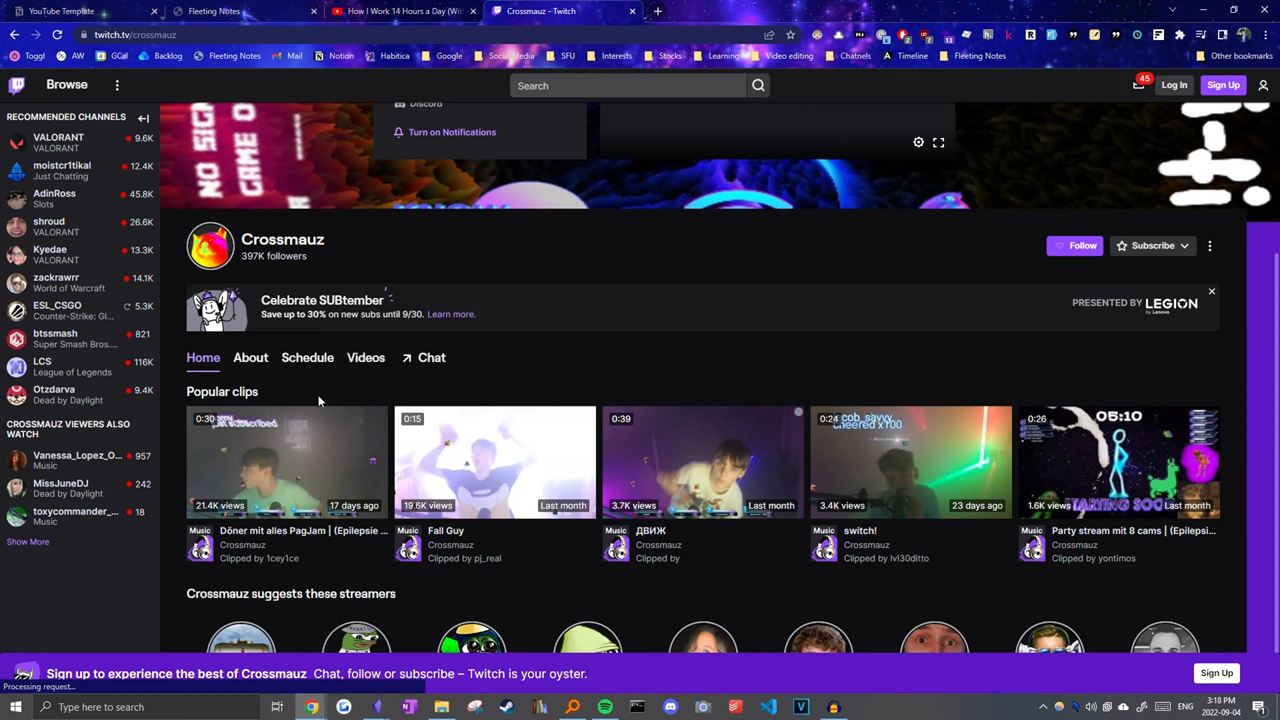 YouTube Template
Fleeting Notes
How I Work 14 Hours a Day (Wit
Crossmauz - Twitch
twitch.tv/crossmauz
Toggl
AW
GCal
Backlog
Fleeting Notes
Mail
Notion
Habitica
Google
Social Media
SFU
Interests
Stocks
Learning
Video editing
Channels
Timeline
Fleeting Notes
Other bookmarks
Browse
Search
45
Log In
Sign Up
RECOMMENDED CHANNELS
VALORANT 9.6K
VALORANT
moistcr1tikal 12.4K
Just Chatting
AdinRoss 45.8K
Slots
shroud 26.6K
VALORANT
Kyedae 13.3K
VALORANT
zackrawrr 14.1K
World of Warcraft
ESL_CSGO 5.3K
Counter-Strike: Gl...
btssmash 821
Super Smash Bros....
LCS 116K
League of Legends
Otzdarva 9.4K
Dead by Daylight
CROSSMAUZ VIEWERS ALSO
WATCH
Vanessa_Lopez_O... 957
Music
MissJuneDJ 242
Dead by Daylight
toxycommander_... 18
Music
Show More
NO SIGN
GAME O
Discord
Turn on Notifications
Crossmauz
397K followers
Follow
Subscribe
Celebrate SUBtember
Save up to 30% on new subs until 9/30. Learn more.
PRESENTED BY LEGION
by Lenovo
Home
About
Schedule
Videos
Chat
Popular clips
0:30
21.4K views
17 days ago
Music
Döner mit alles PagJam | (Epilepsie ...
Crossmauz
Clipped by 1cey1ce
0:15
19.6K views
Last month
Music
Fall Guy
Crossmauz
Clipped by pj_real
0:39
3.7K views
Last month
Music
ДВИЖ
Crossmauz
Clipped by
0:24
cob_savvy
cheered x100
3.4K views
23 days ago
Music
switch!
Crossmauz
Clipped by lvl30ditto
0:26
05:10
STARTING SOO
1.6K views
Last month
Music
Party stream mit 8 cams | (Epilepsi...
Crossmauz
Clipped by yontimos
Crossmauz suggests these streamers
Sign up to experience the best of Crossmauz Chat, follow or subscribe – Twitch is your oyster.
Sign Up
Processing request...
Type here to search
ENG
3:18 PM
2022-09-04